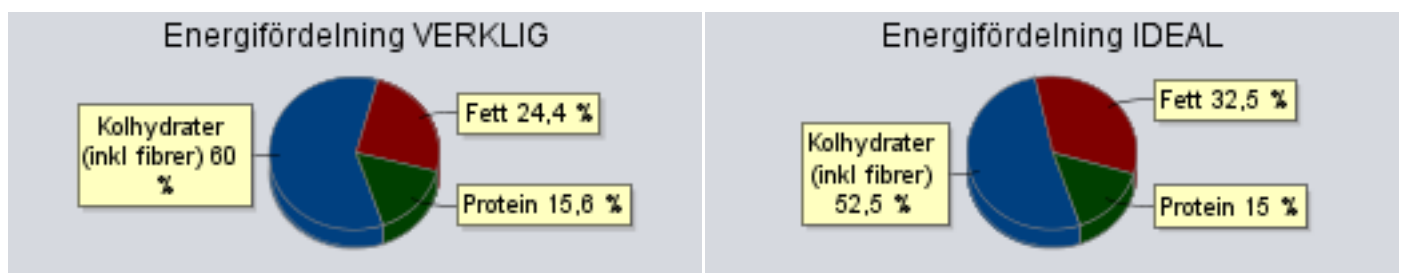 Energifördelning VERKLIG
Kolhydrater
(inkl fibrer) 60
%
Fett 24,4 %
Protein 15,6 %
Energifördelning IDEAL
Kolhydrater
(inkl fibrer)
52,5 %
Fett 32,5 %
Protein 15 %